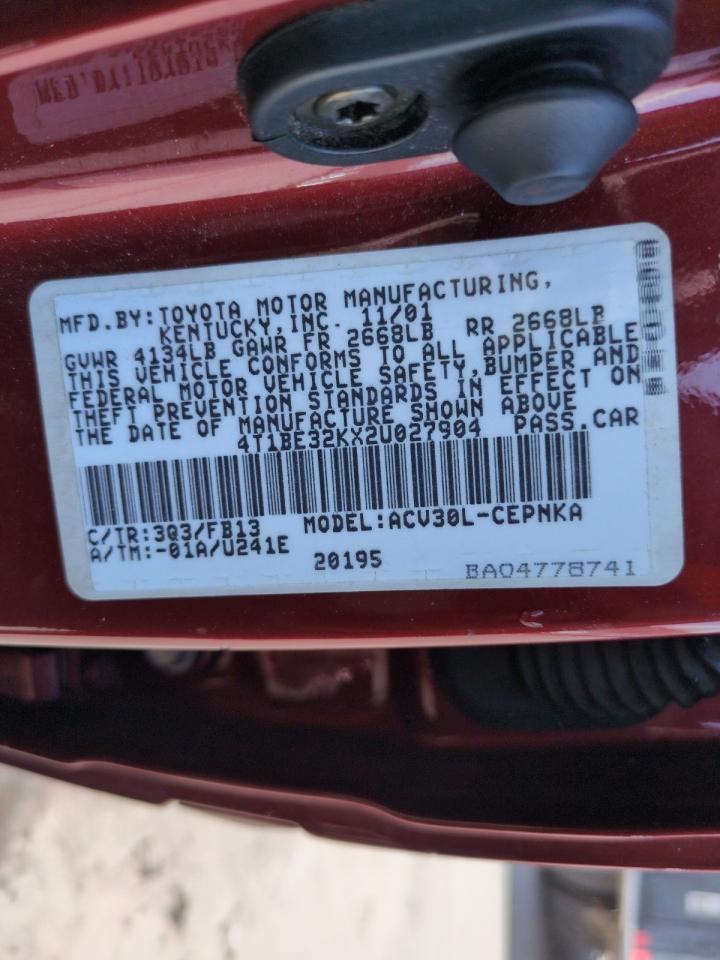 MFD.BY:TOYOTA MOTOR MANUFACTURING,
KENTUCKY,INC. 11/01
GVWR 4134LB GAWR FR 2668LB RR 2668LB
THIS VEHICLE CONFORMS TO ALL APPLICABLE
FEDERAL MOTOR VEHICLE SAFETY,BUMPER AND
THEFT PREVENTION STANDARDS IN EFFECT ON
THE DATE OF MANUFACTURE SHOWN ABOVE
4T1BE32KX2U027904 PASS.CAR
C/TR:3Q3/FB13 MODEL:ACV30L-CEPNKA
A/TM:-01A/U241E
20195 BA04778741